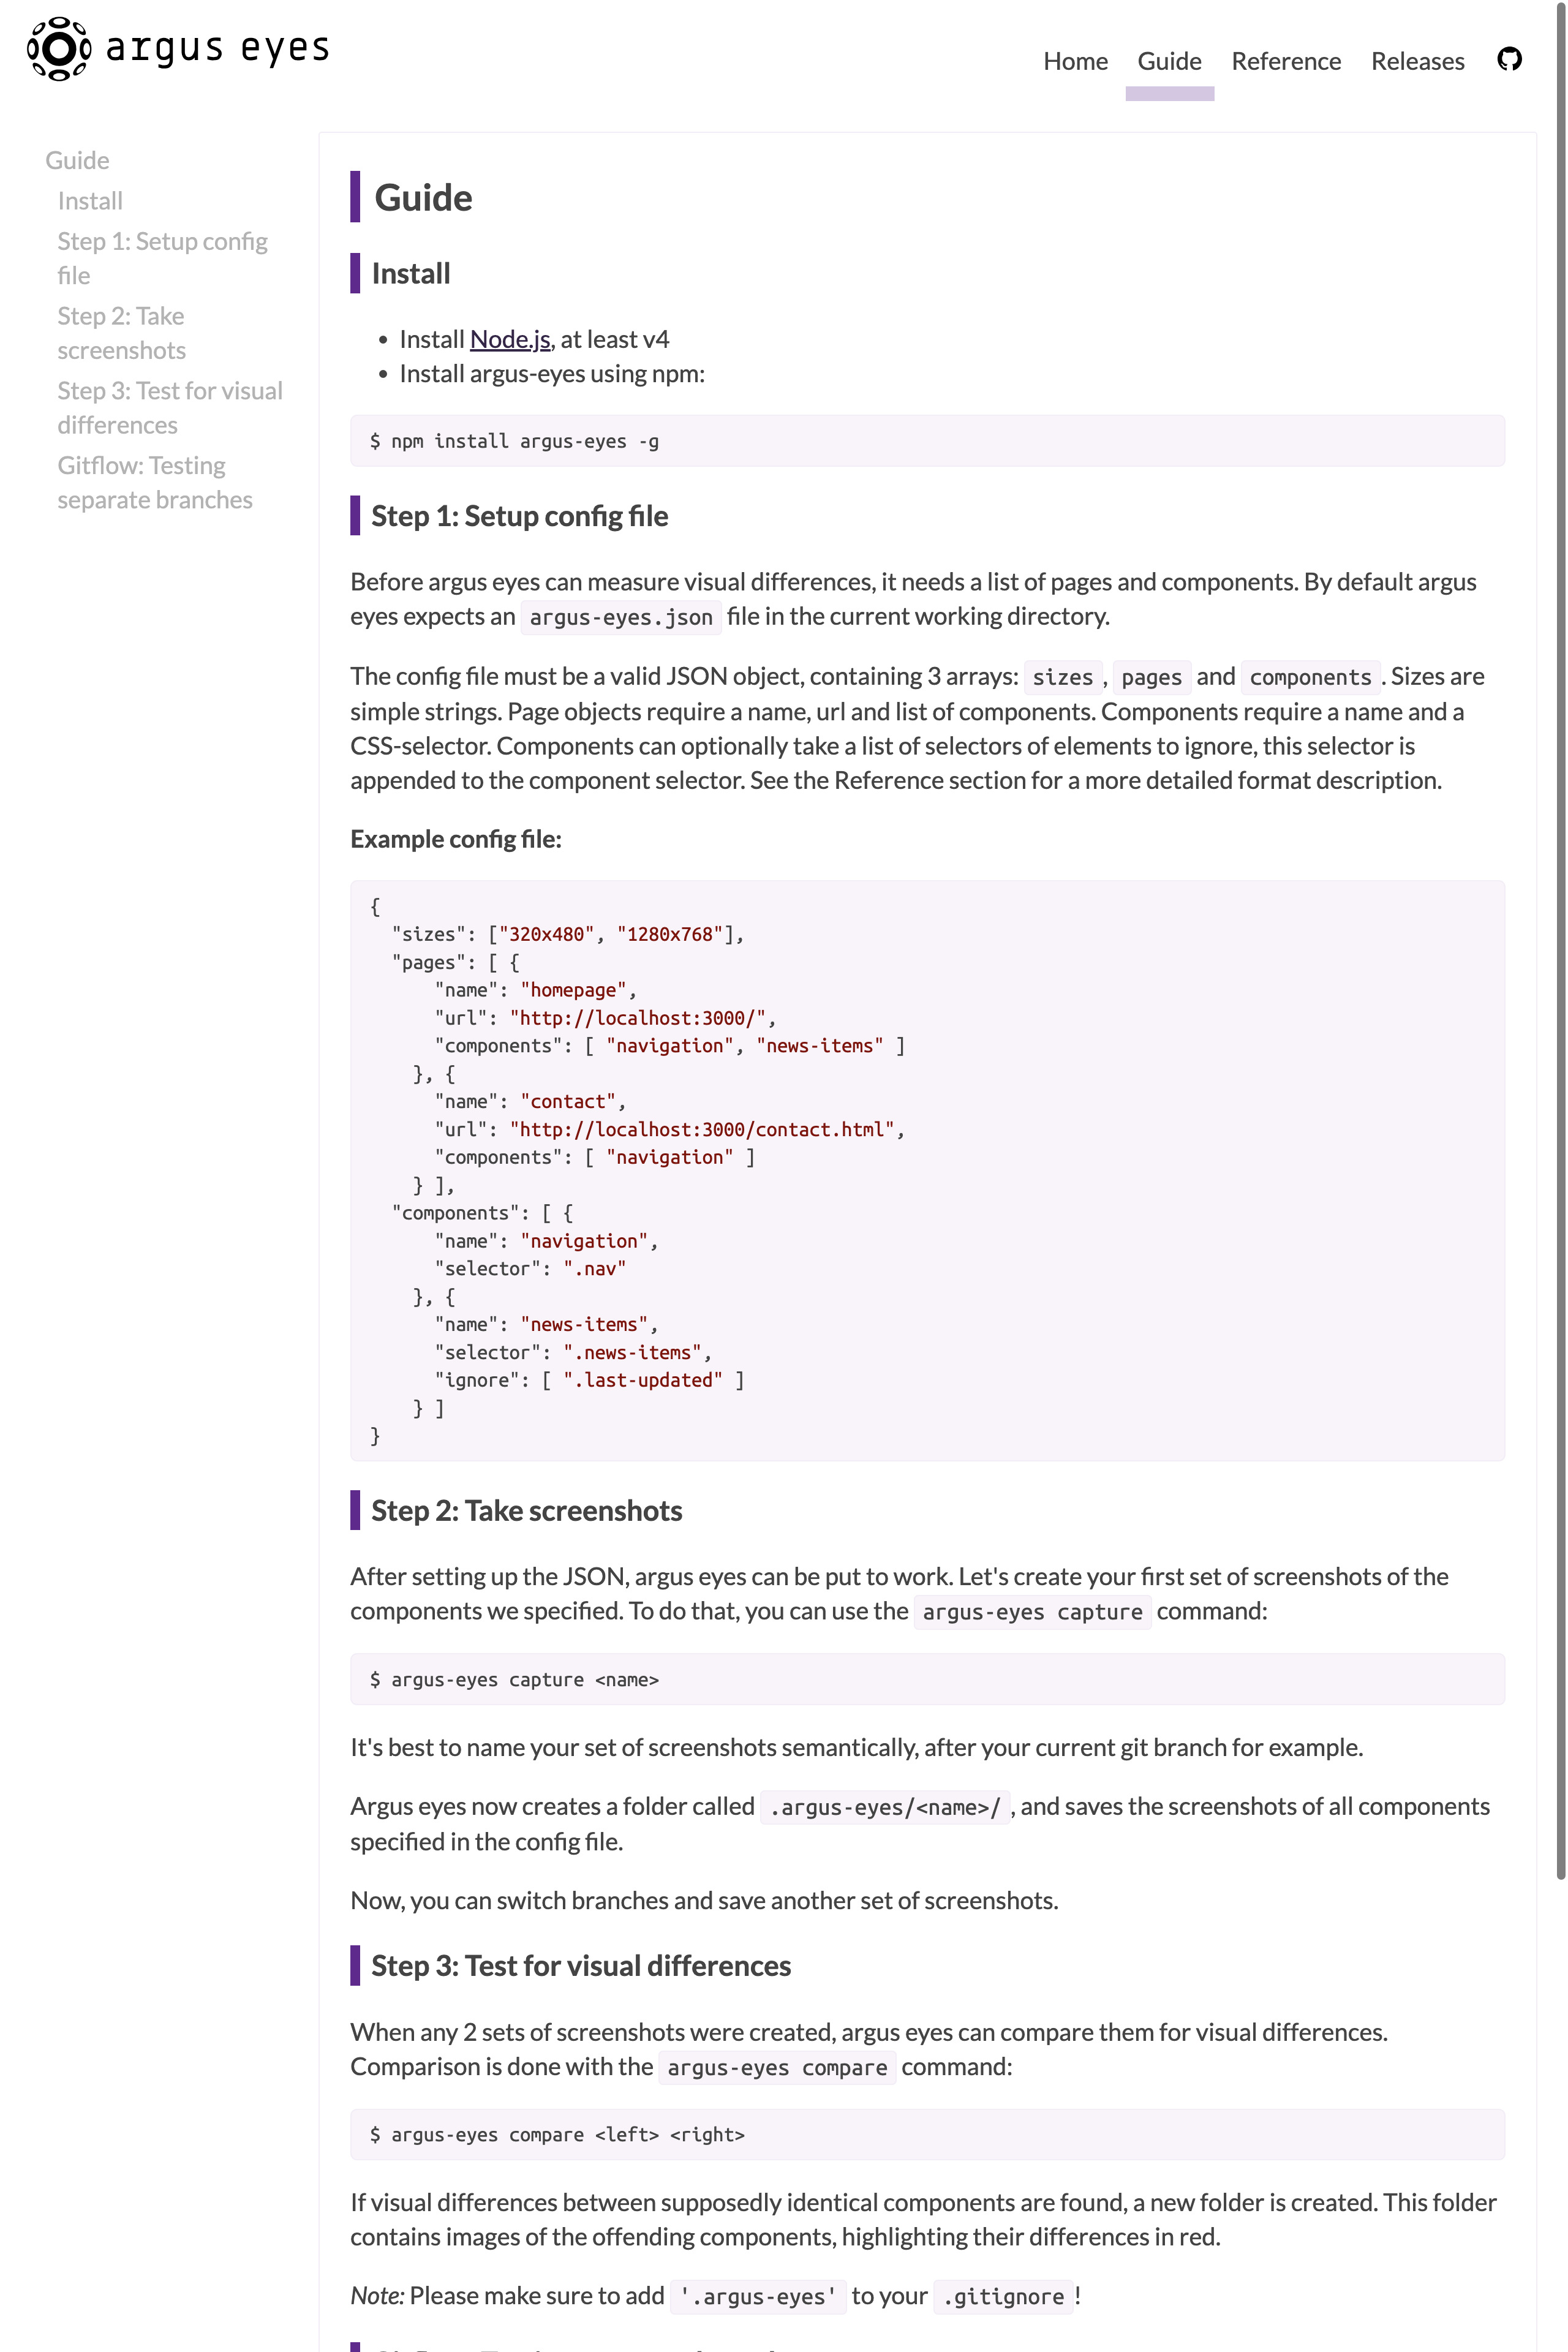 argus eyes
Home Guide Reference Releases
Guide
Install
Step 1: Setup config
file
Step 2: Take
screenshots
Step 3: Test for visual
differences
Gitflow: Testing
separate branches
Guide
Install
• Install Node.js, at least v4
• Install argus-eyes using npm:
$ npm install argus-eyes -g
Step 1: Setup config file
Before argus eyes can measure visual differences, it needs a list of pages and components. By default argus
eyes expects an argus-eyes.json file in the current working directory.
The config file must be a valid JSON object, containing 3 arrays: sizes, pages and components. Sizes are
simple strings. Page objects require a name, url and list of components. Components require a name and a
CSS-selector. Components can optionally take a list of selectors of elements to ignore, this selector is
appended to the component selector. See the Reference section for a more detailed format description.
Example config file:
{
  "sizes": ["320x480", "1280x768"],
  "pages": [ {
      "name": "homepage",
      "url": "http://localhost:3000/",
      "components": [ "navigation", "news-items" ]
    }, {
      "name": "contact",
      "url": "http://localhost:3000/contact.html",
      "components": [ "navigation" ]
    } ],
  "components": [ {
      "name": "navigation",
      "selector": ".nav"
    }, {
      "name": "news-items",
      "selector": ".news-items",
      "ignore": [ ".last-updated" ]
    } ]
}
Step 2: Take screenshots
After setting up the JSON, argus eyes can be put to work. Let's create your first set of screenshots of the
components we specified. To do that, you can use the argus-eyes capture command:
$ argus-eyes capture <name>
It's best to name your set of screenshots semantically, after your current git branch for example.
Argus eyes now creates a folder called .argus-eyes/<name>/, and saves the screenshots of all components
specified in the config file.
Now, you can switch branches and save another set of screenshots.
Step 3: Test for visual differences
When any 2 sets of screenshots were created, argus eyes can compare them for visual differences.
Comparison is done with the argus-eyes compare command:
$ argus-eyes compare <left> <right>
If visual differences between supposedly identical components are found, a new folder is created. This folder
contains images of the offending components, highlighting their differences in red.
Note: Please make sure to add '.argus-eyes' to your .gitignore!